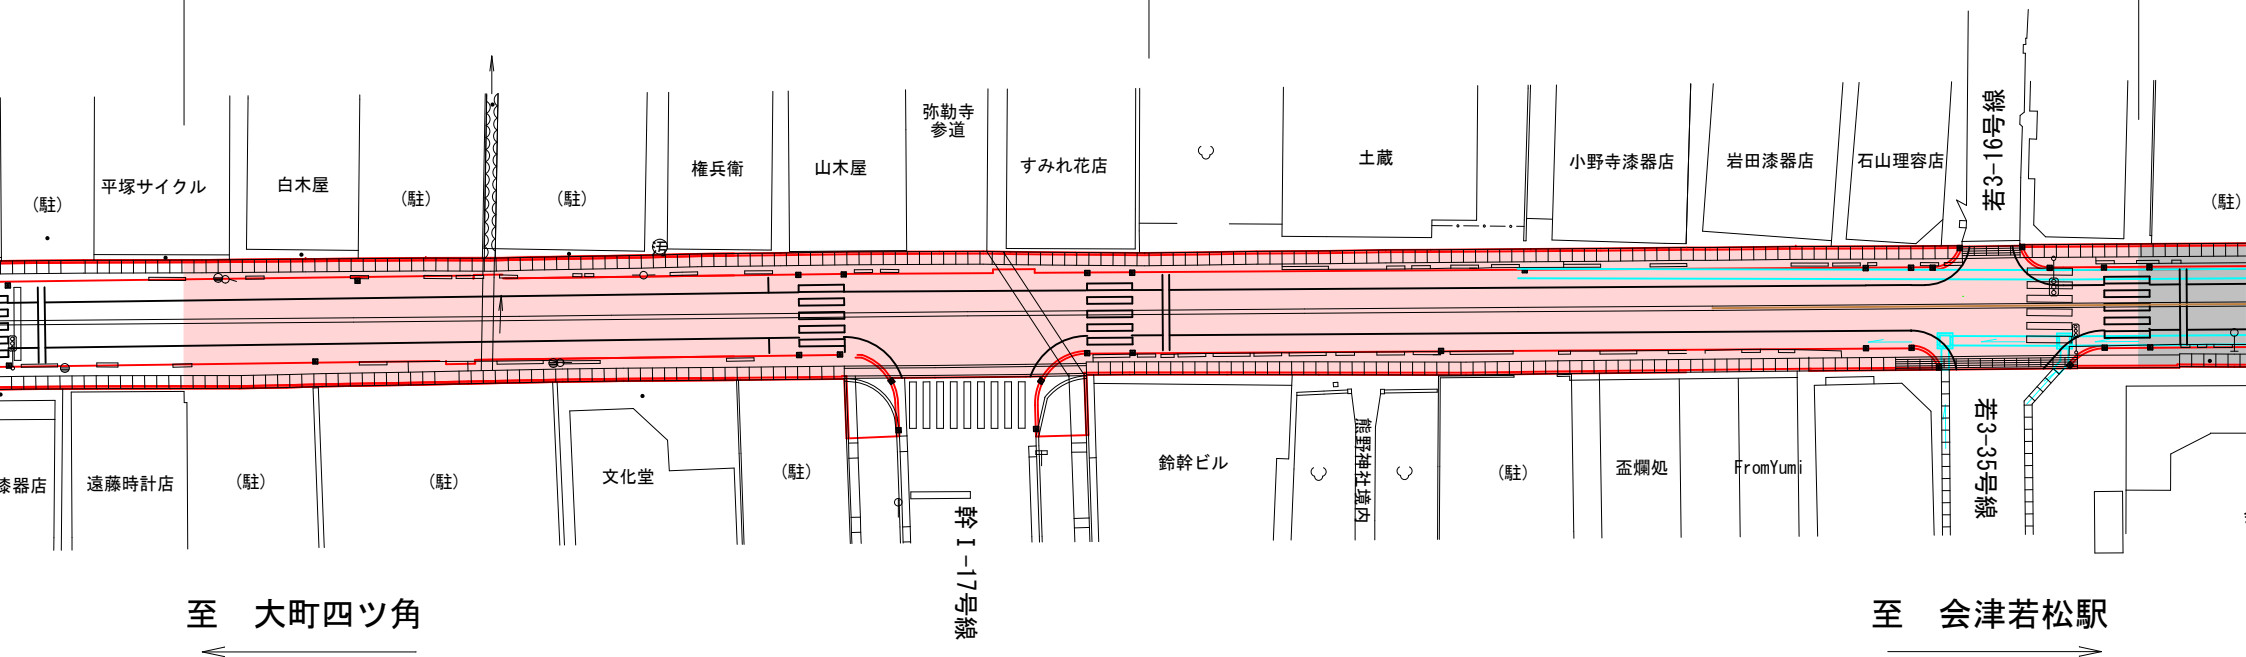 弥勒寺
参道
若3-16号線
平塚サイクル
白木屋
(駐)
(駐)
(駐)
権兵衛
山木屋
すみれ花店
土蔵
小野寺漆器店
岩田漆器店
石山理容店
(駐)
漆器店
遠藤時計店
(駐)
(駐)
文化堂
(駐)
幹Ⅰ-17号線
鈴幹ビル
熊野神社境内
(駐)
盃爛処
FromYumi
若3-35号線
至 大町四ツ角
至 会津若松駅